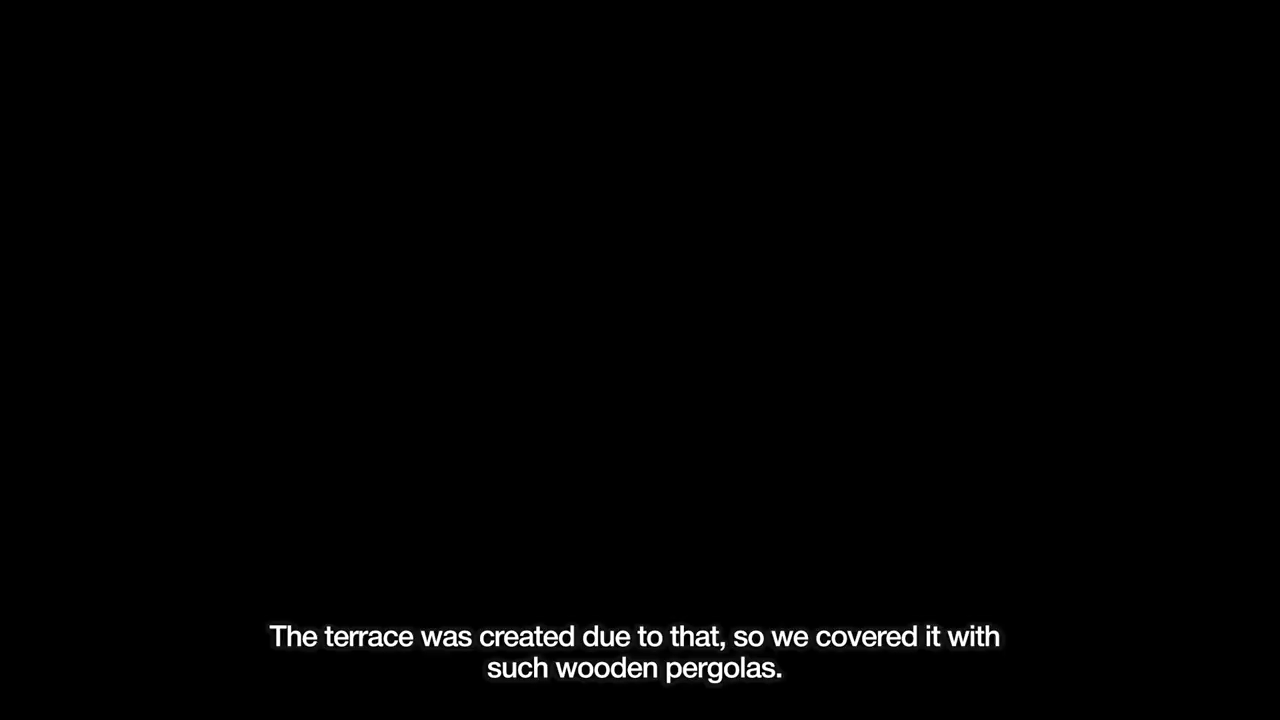 The terrace was created due to that, so we covered it with
such wooden pergolas.